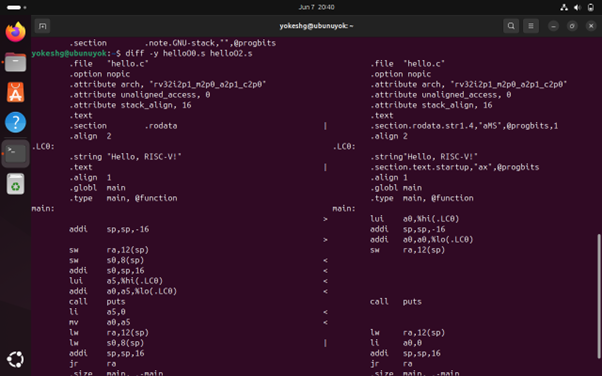 Jun 7 20:40
yokeshg@ubunuyok: ~
.section .note.GNU-stack,"",@progbits
yokeshg@ubunuyok:~$ diff -y helloO0.s helloO2.s
.file "hello.c" .file "hello.c"
.option nopic .option nopic
.attribute arch, "rv32i2p1_m2p0_a2p1_c2p0" .attribute arch, "rv32i2p1_m2p0_a2p1_c2p0"
.attribute unaligned_access, 0 .attribute unaligned_access, 0
.attribute stack_align, 16 .attribute stack_align, 16
.text .text
.section .rodata | .section.rodata.str1.4,"aMS",@progbits,1
.align 2 .align 2
.LC0: .LC0:
.string "Hello, RISC-V!" .string"Hello, RISC-V!"
.text | .section.text.startup,"ax",@progbits
.align 1 .align 1
.globl main .globl main
.type main, @function .type main, @function
main: main:
> lui a0,%hi(.LC0)
addi sp,sp,-16 addi sp,sp,-16
> addi a0,a0,%lo(.LC0)
sw ra,12(sp) sw ra,12(sp)
sw s0,8(sp) <
addi s0,sp,16 <
lui a5,%hi(.LC0) <
addi a0,a5,%lo(.LC0) <
call puts call puts
li a5,0 <
mv a0,a5 <
lw ra,12(sp) lw ra,12(sp)
lw s0,8(sp) | li a0,0
addi sp,sp,16 addi sp,sp,16
jr ra jr ra
.size main, .-main .size main, .-main